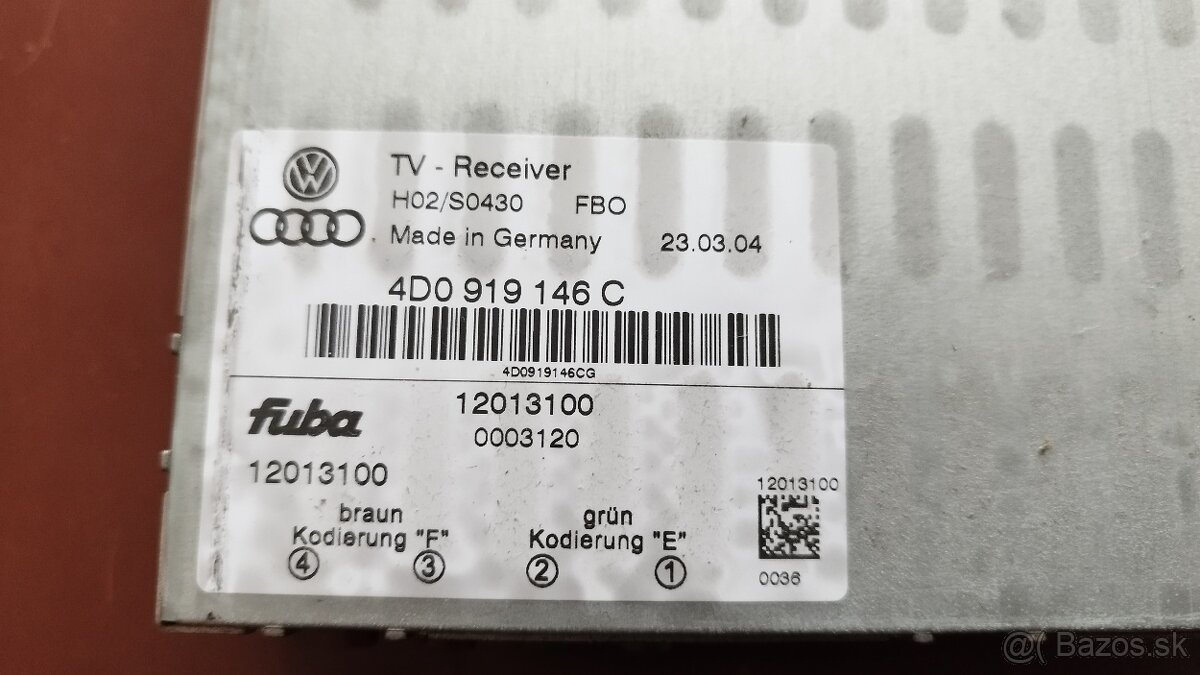 TV - Receiver
H02/S0430 FBO
Made in Germany 23.03.04
4D0 919 146 C
4D0919146CG
fuba 12013100
0003120
12013100
12013100
braun grün
Kodierung "F" Kodierung "E"
4 3 2 1
0036
@( Bazos.sk